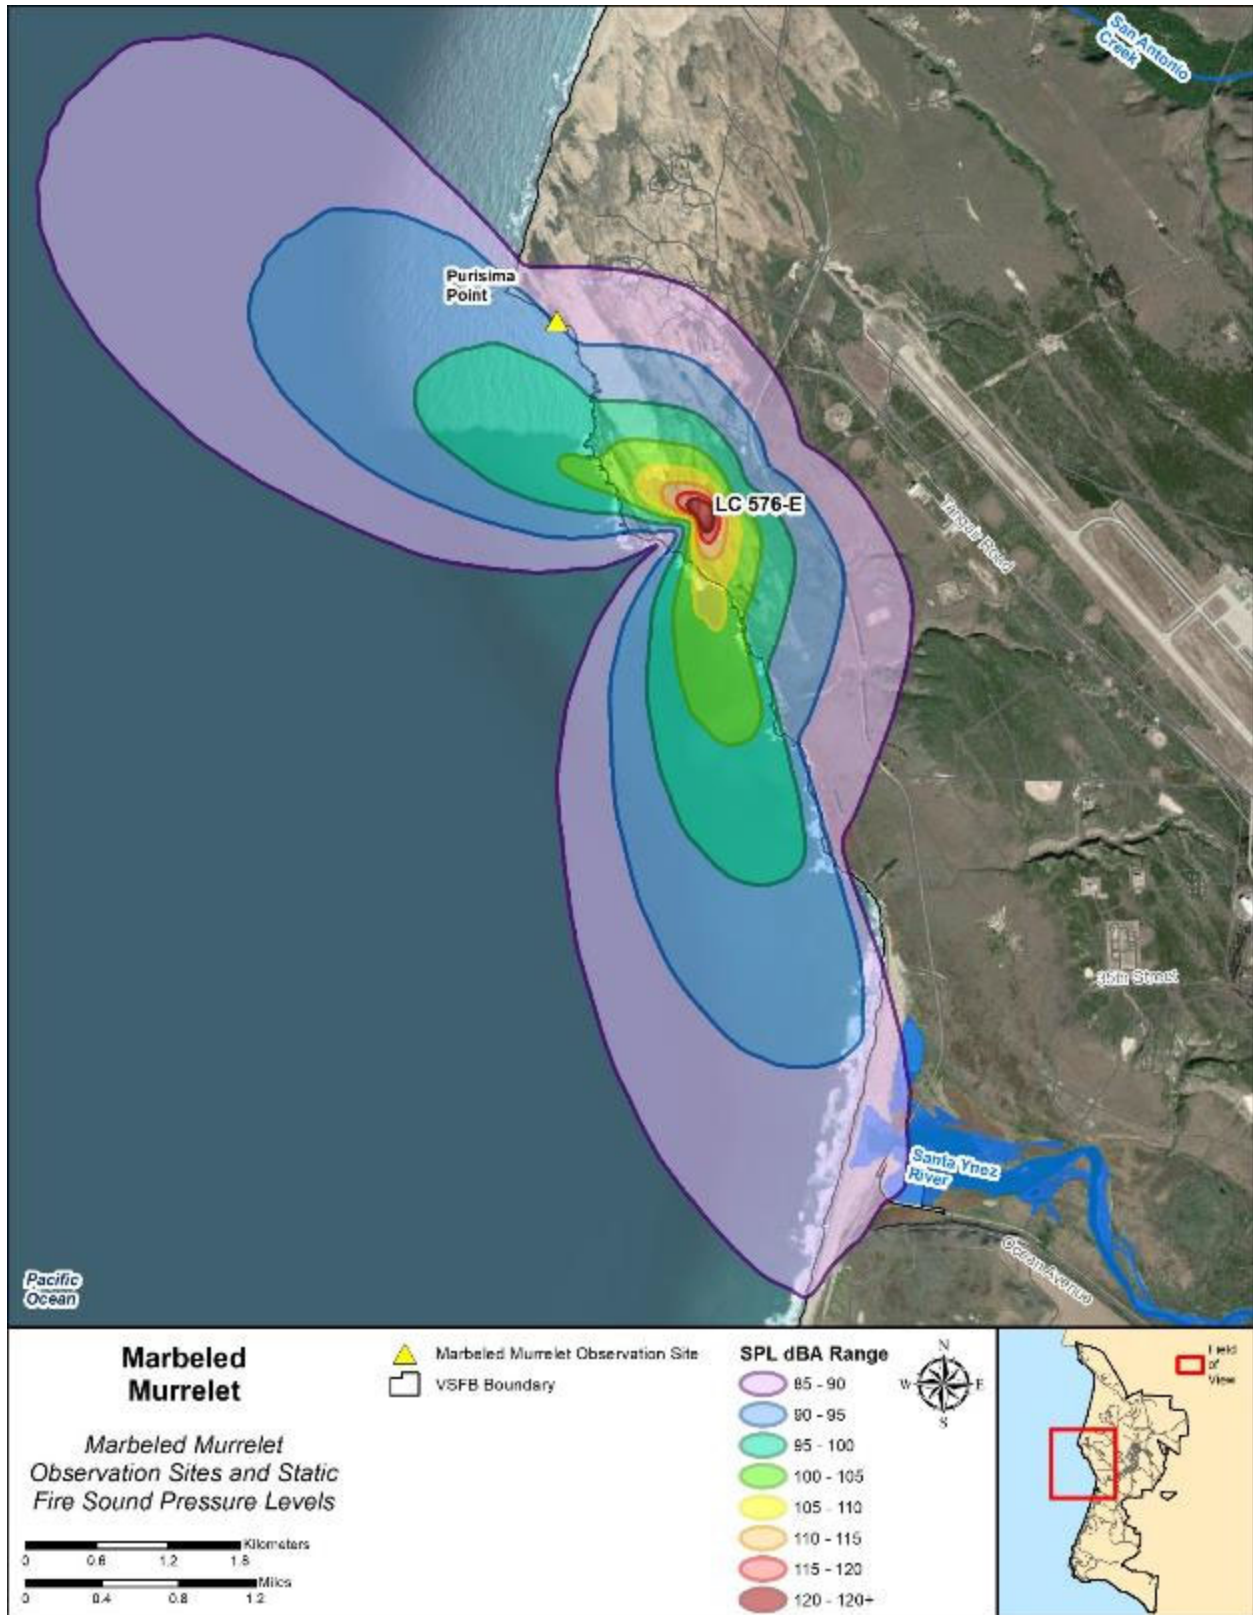 San Antonio
Creek
Purisima
Point
LC 576-E
Tangair Road
35th Street
Santa Ynez
River
Ocean Avenue
Pacific
Ocean
Marbeled
Murrelet
Marbeled Murrelet
Observation Sites and Static
Fire Sound Pressure Levels
Kilometers
0 0.6 1.2 1.8
Miles
0 0.4 0.8 1.2
Marbeled Murrelet Observation Site
VSFB Boundary
SPL dBA Range
85 - 90
90 - 95
95 - 100
100 - 105
105 - 110
110 - 115
115 - 120
120 - 120+
N
W E
S
Field
of
View